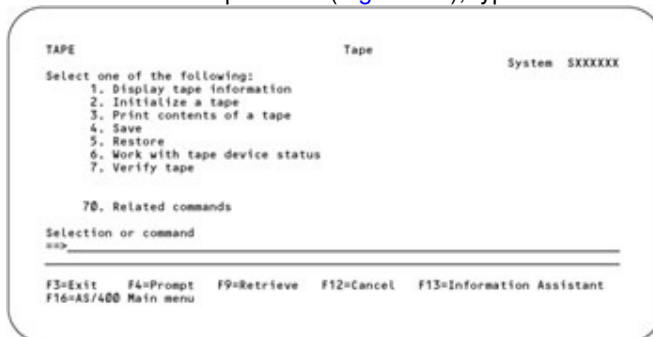 TAPE Tape
System SXXXXXX
Select one of the following:
1. Display tape information
2. Initialize a tape
3. Print contents of a tape
4. Save
5. Restore
6. Work with tape device status
7. Verify tape
70. Related commands
Selection or command
==>
F3=Exit F4=Prompt F9=Retrieve F12=Cancel F13=Information Assistant
F16=AS/400 Main menu